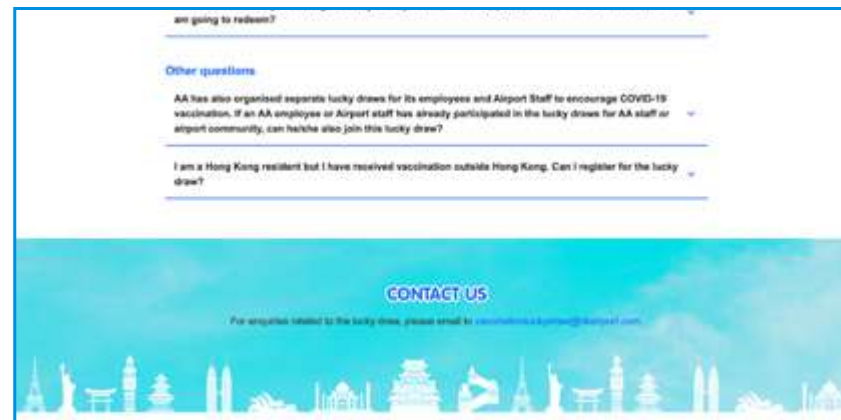 am going to redeem?
Other questions
AA has also organised separate lucky draws for its employees and Airport Staff to encourage COVID-19
vaccination. If an AA employee or Airport staff has already participated in the lucky draws for AA staff or
airport community, can he/she also join this lucky draw?
I am a Hong Kong resident but I have received vaccination outside Hong Kong. Can I register for the lucky
draw?
CONTACT US
For enquiries related to the lucky draw, please email to